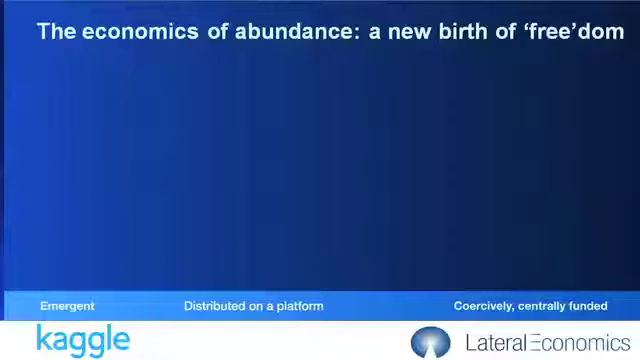 The economics of abundance: a new birth of ‘free’dom
Emergent Distributed on a platform Coercively, centrally funded
kaggle LateralEconomics